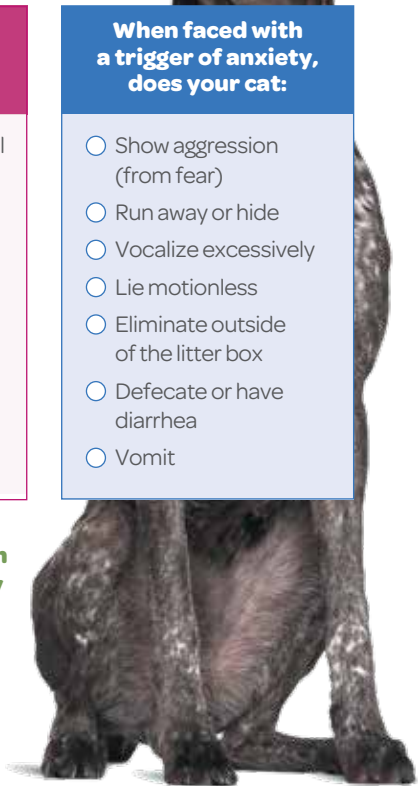 When faced with
a trigger of anxiety,
does your cat:
Show aggression
(from fear)
Run away or hide
Vocalize excessively
Lie motionless
Eliminate outside
of the litter box
Defecate or have
diarrhea
Vomit